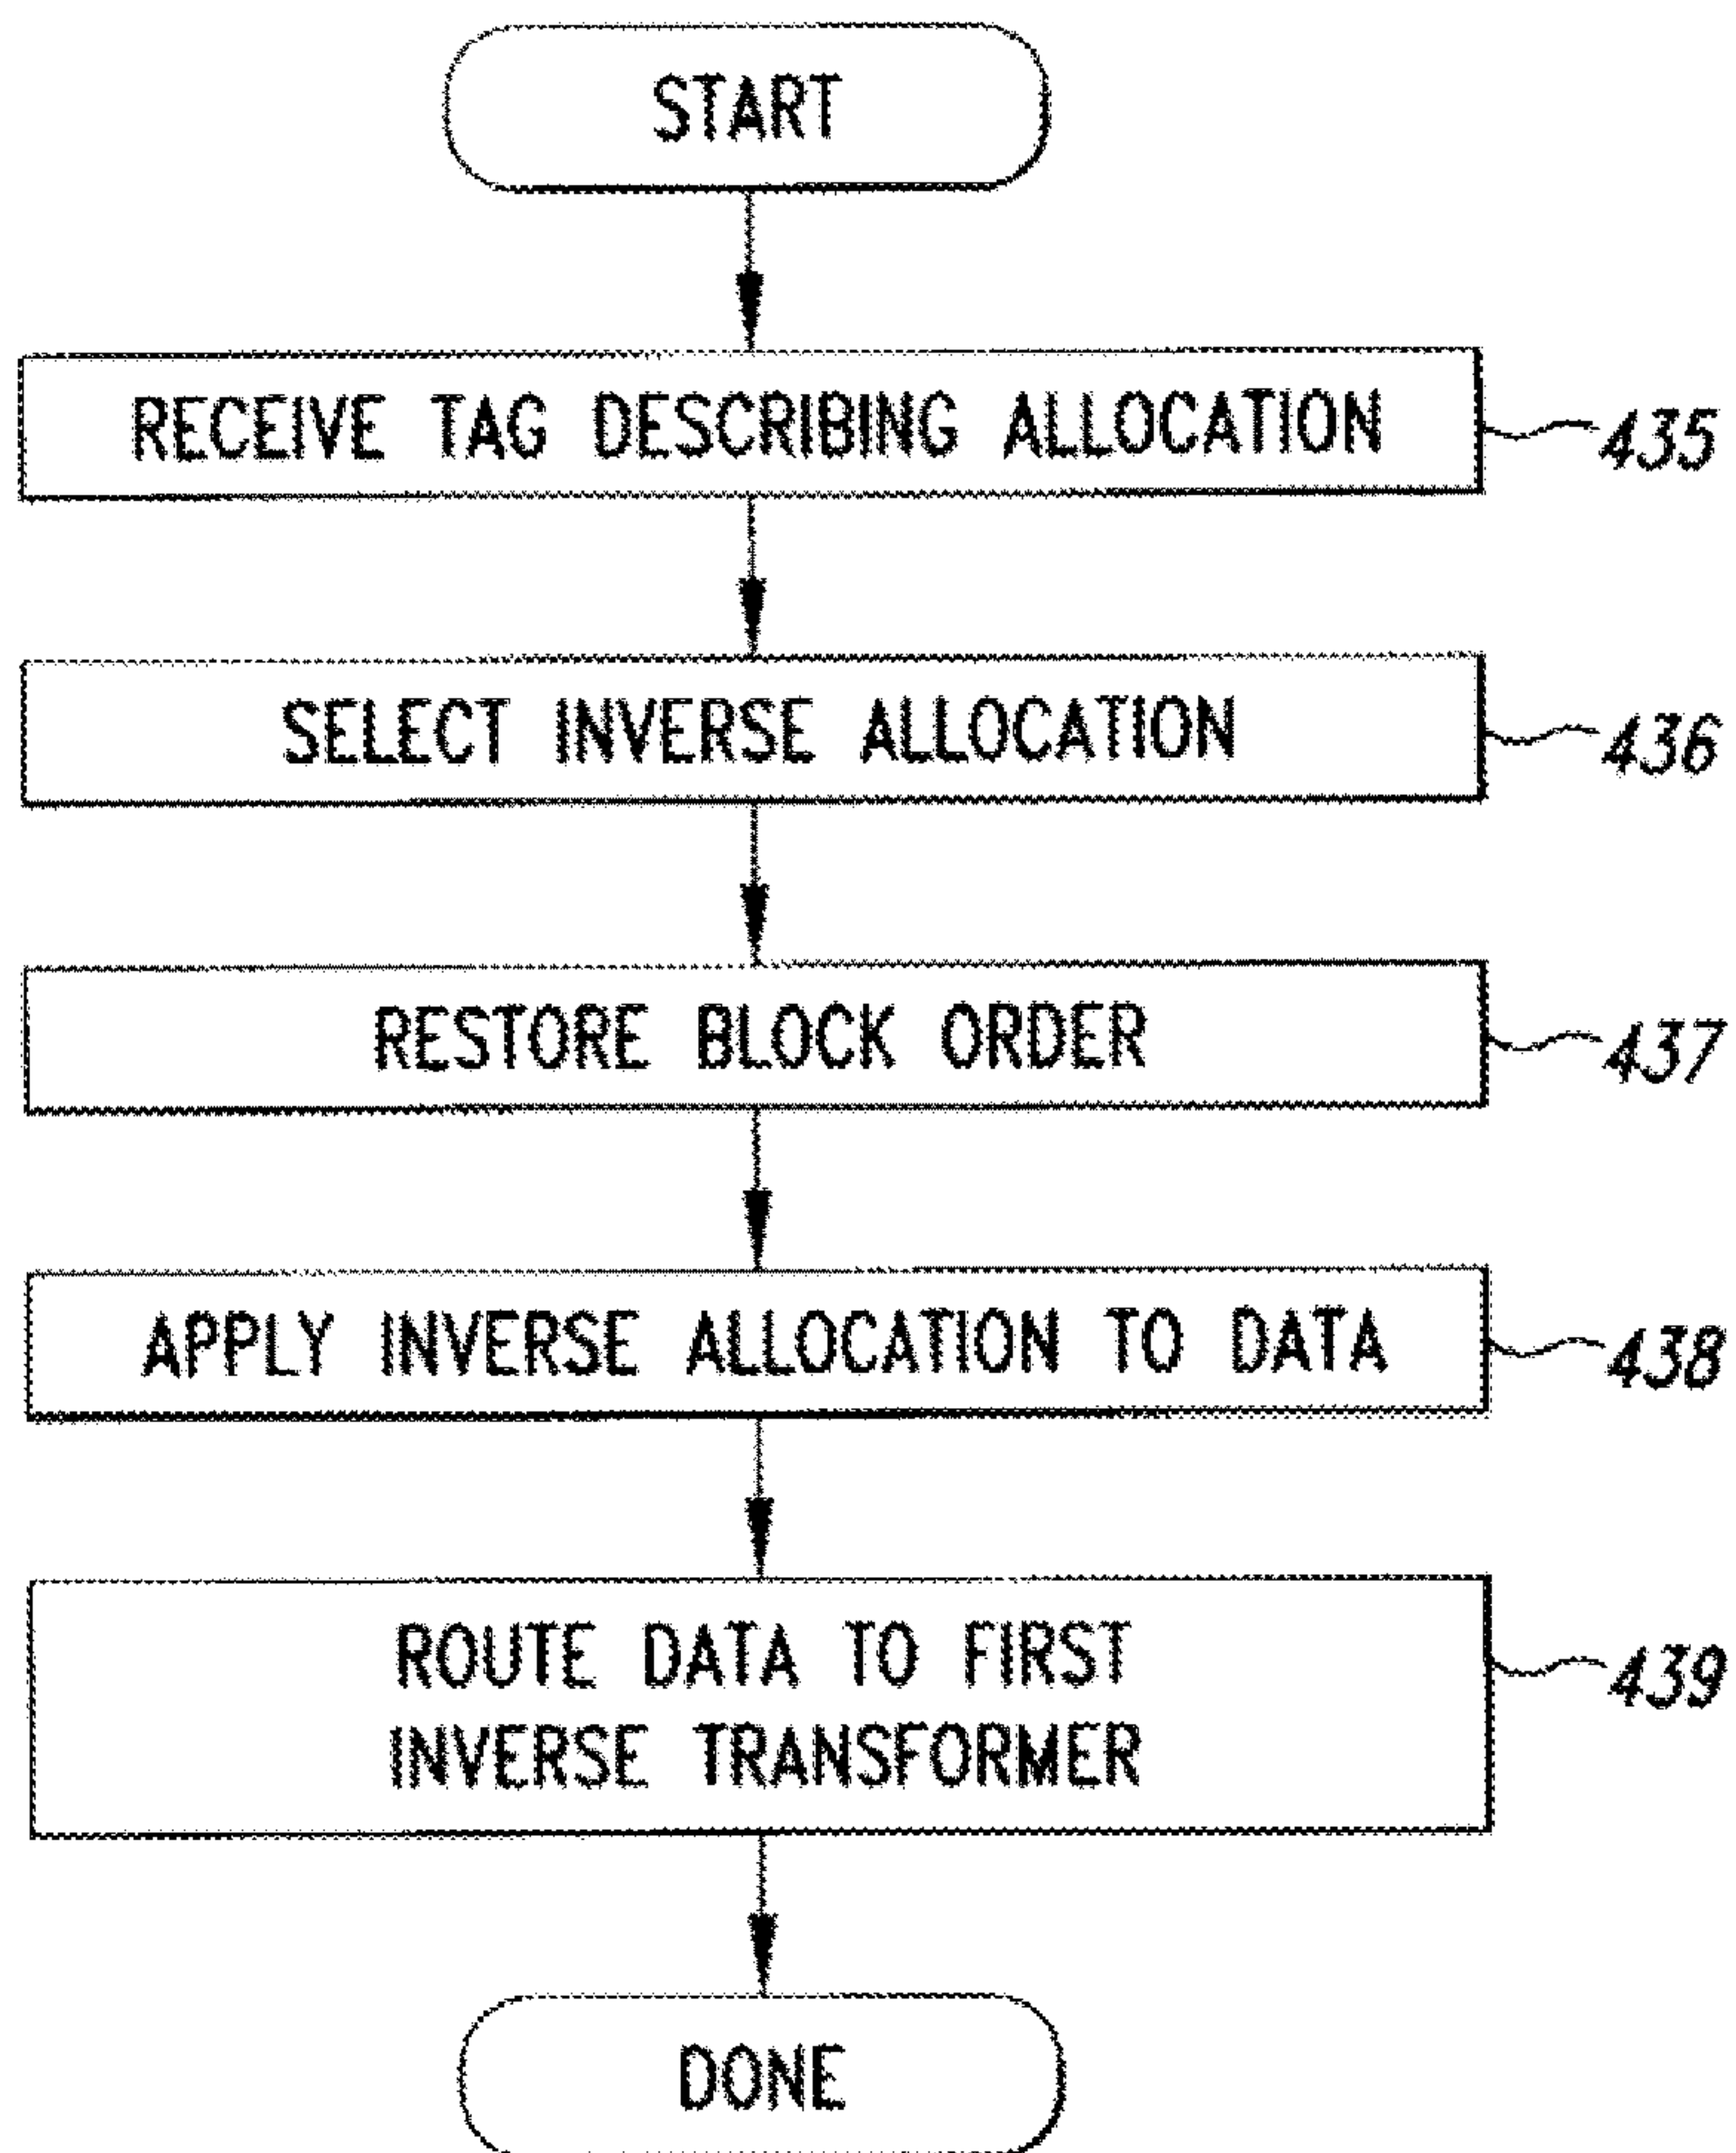 START
RECEIVE TAG DESCRIBING ALLOCATION
435
SELECT INVERSE ALLOCATION
436
RESTORE BLOCK ORDER
437
APPLY INVERSE ALLOCATION TO DATA
438
ROUTE DATA TO FIRST
INVERSE TRANSFORMER
439
DONE